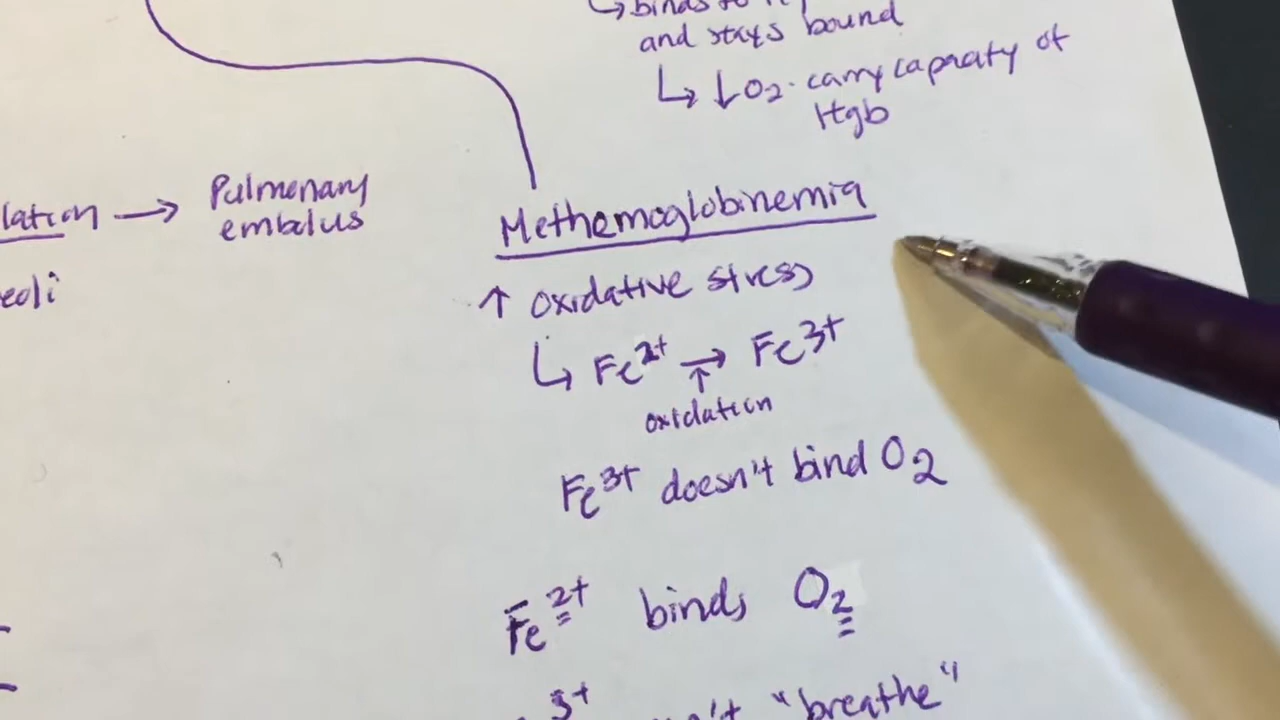 and stays bound
↳ ↓O2-carry capacity of
Hgb
lation → Pulmonary
embolus
eoli
Methemoglobinemia
↑ oxidative stress
↳ Fe2+ → Fe3+
↑
oxidation
Fe3+ doesn't bind O2
Fe2+ binds O2
3+ "breathe"